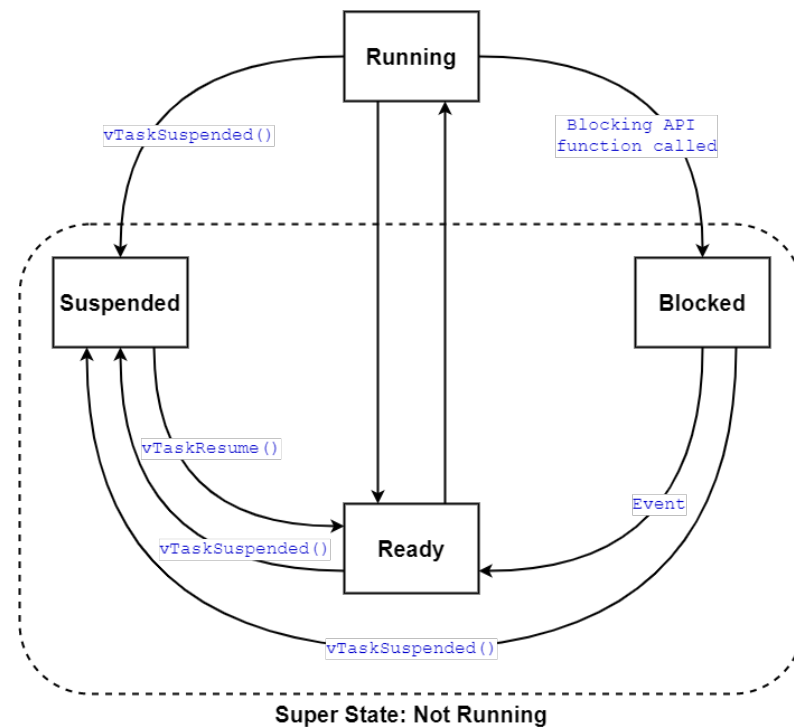 Running
vTaskSuspended()
Blocking API
function called
Suspended
Blocked
vTaskResume()
Event
vTaskSuspended()
Ready
vTaskSuspended()
Super State: Not Running